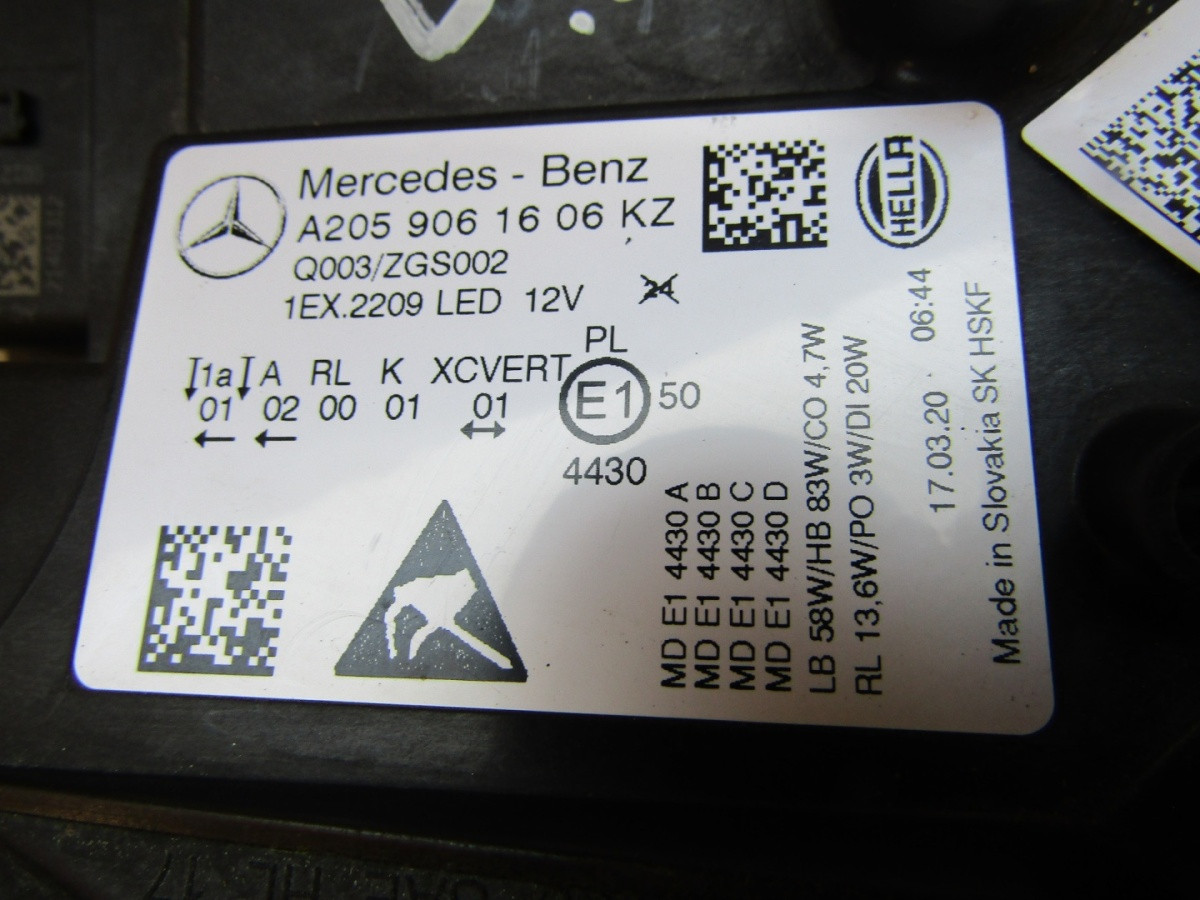 Mercedes - Benz
A205 906 16 06 KZ
Q003/ZGS002
1EX.2209 LED 12V
24
HELLA
1a A RL K XCVERT PL
01 02 00 01 01
E1 50
4430
MD E1 4430 A
MD E1 4430 B
MD E1 4430 C
MD E1 4430 D
LB 58W/HB 83W/CO 4,7W
RL 13,6W/PO 3W/DI 20W
17.03.20 06:44
Made in Slovakia SK HSKF